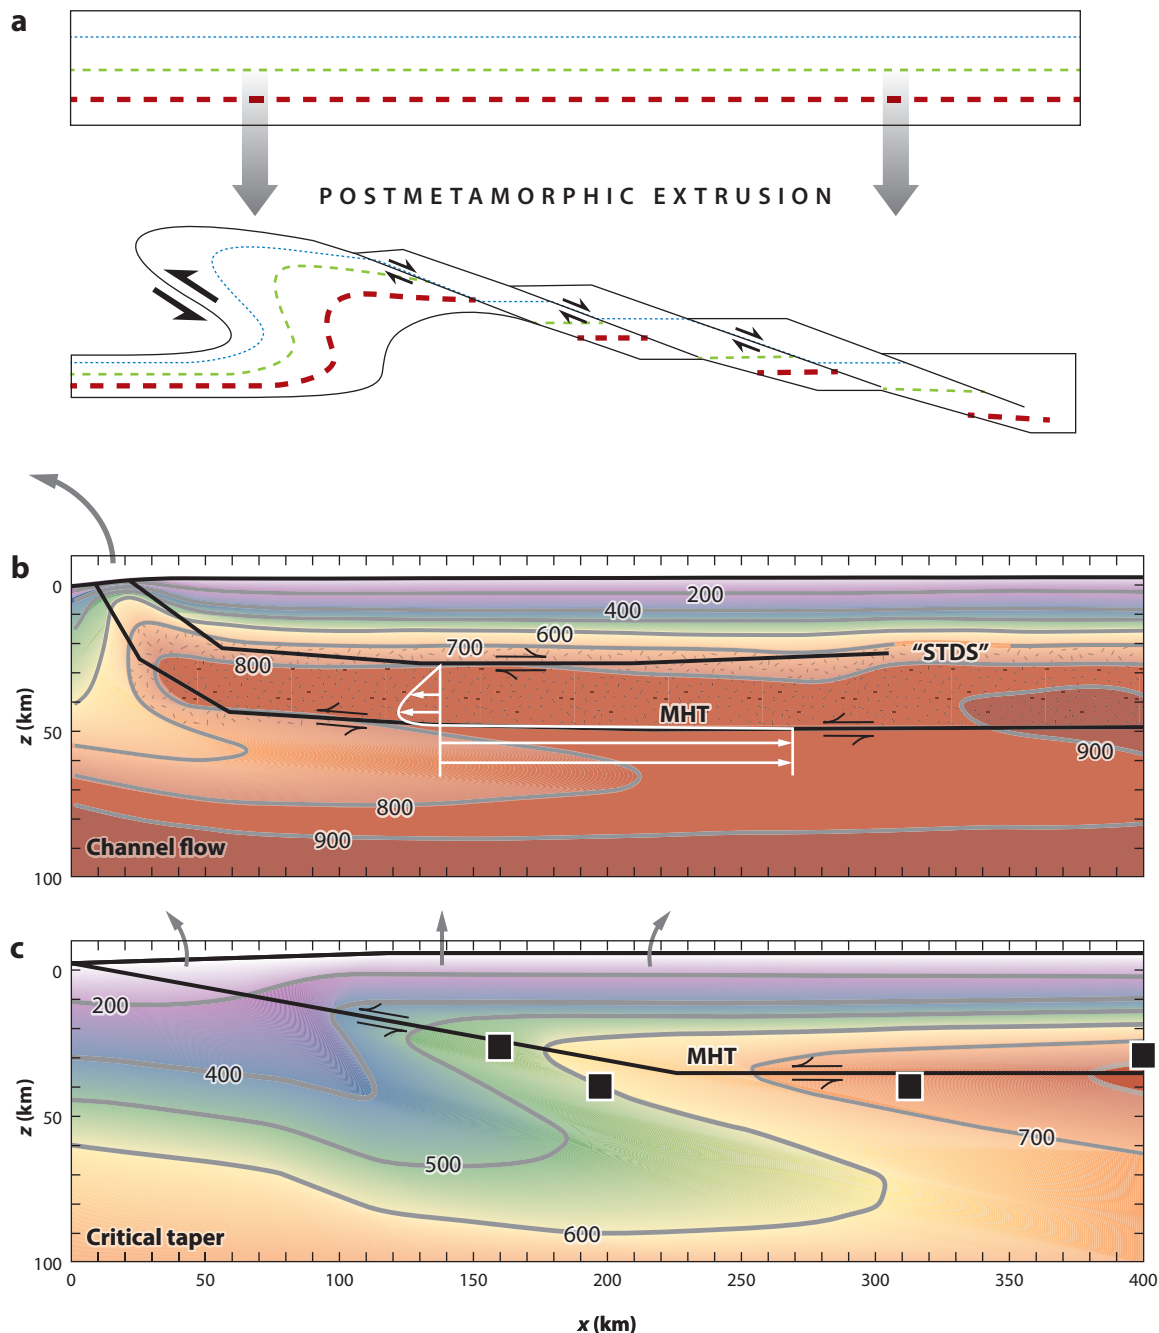 a
POSTMETAMORPHIC EXTRUSION
b
0
50
100
z (km)
200
400
600
700
800
"STDS"
MHT
900
800
900
Channel flow
c
0
50
100
z (km)
200
400
500
600
700
MHT
Critical taper
0 50 100 150 200 250 300 350 400
x (km)